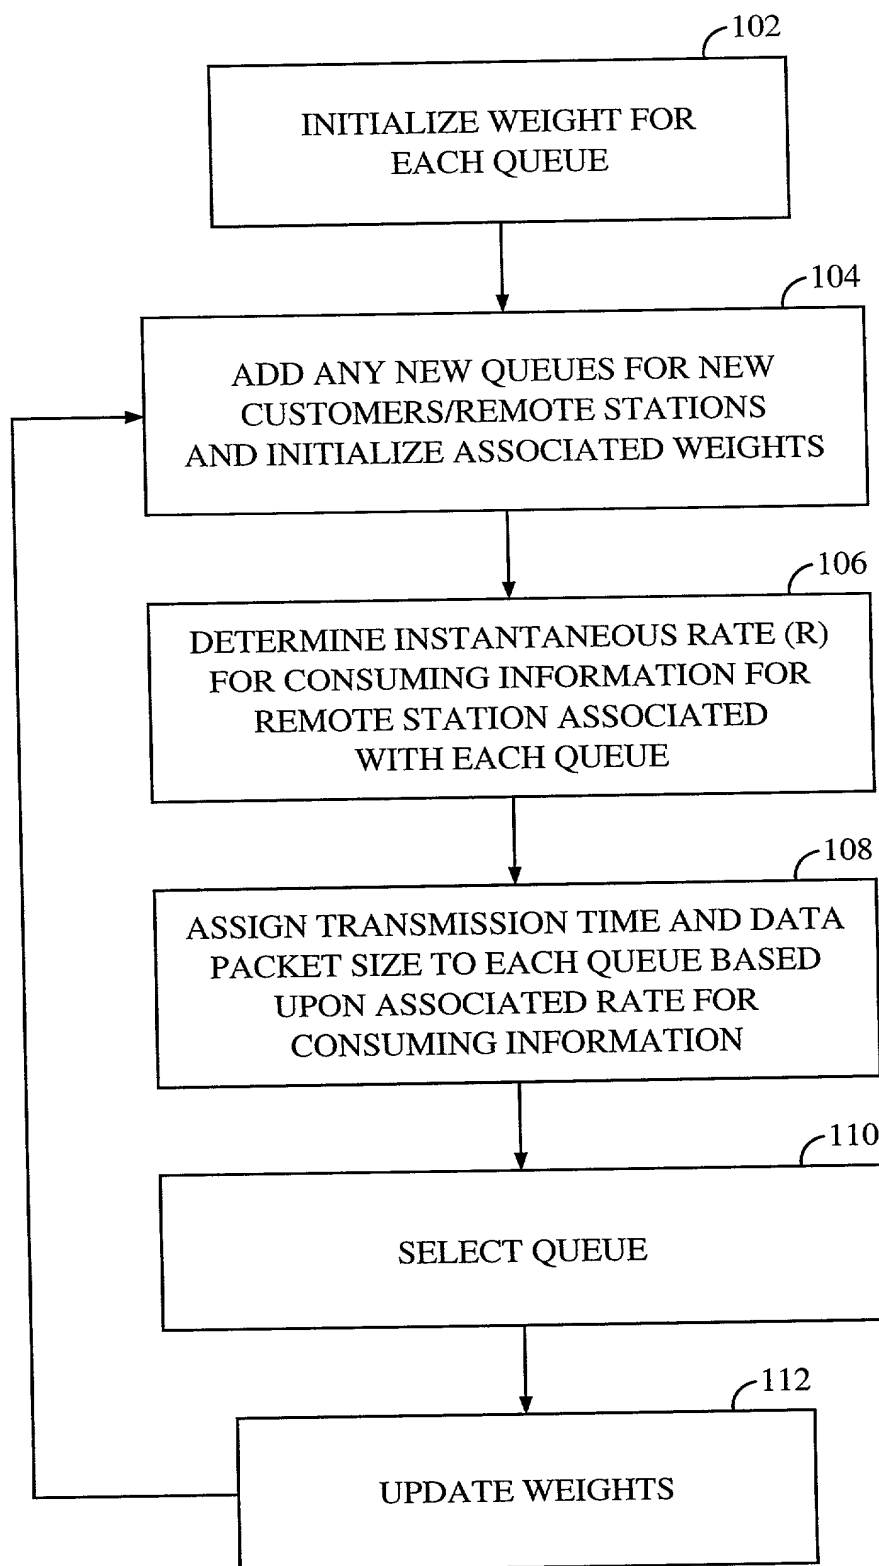 102
INITIALIZE WEIGHT FOR
EACH QUEUE
104
ADD ANY NEW QUEUES FOR NEW
CUSTOMERS/REMOTE STATIONS
AND INITIALIZE ASSOCIATED WEIGHTS
106
DETERMINE INSTANTANEOUS RATE (R)
FOR CONSUMING INFORMATION FOR
REMOTE STATION ASSOCIATED
WITH EACH QUEUE
108
ASSIGN TRANSMISSION TIME AND DATA
PACKET SIZE TO EACH QUEUE BASED
UPON ASSOCIATED RATE FOR
CONSUMING INFORMATION
110
SELECT QUEUE
112
UPDATE WEIGHTS